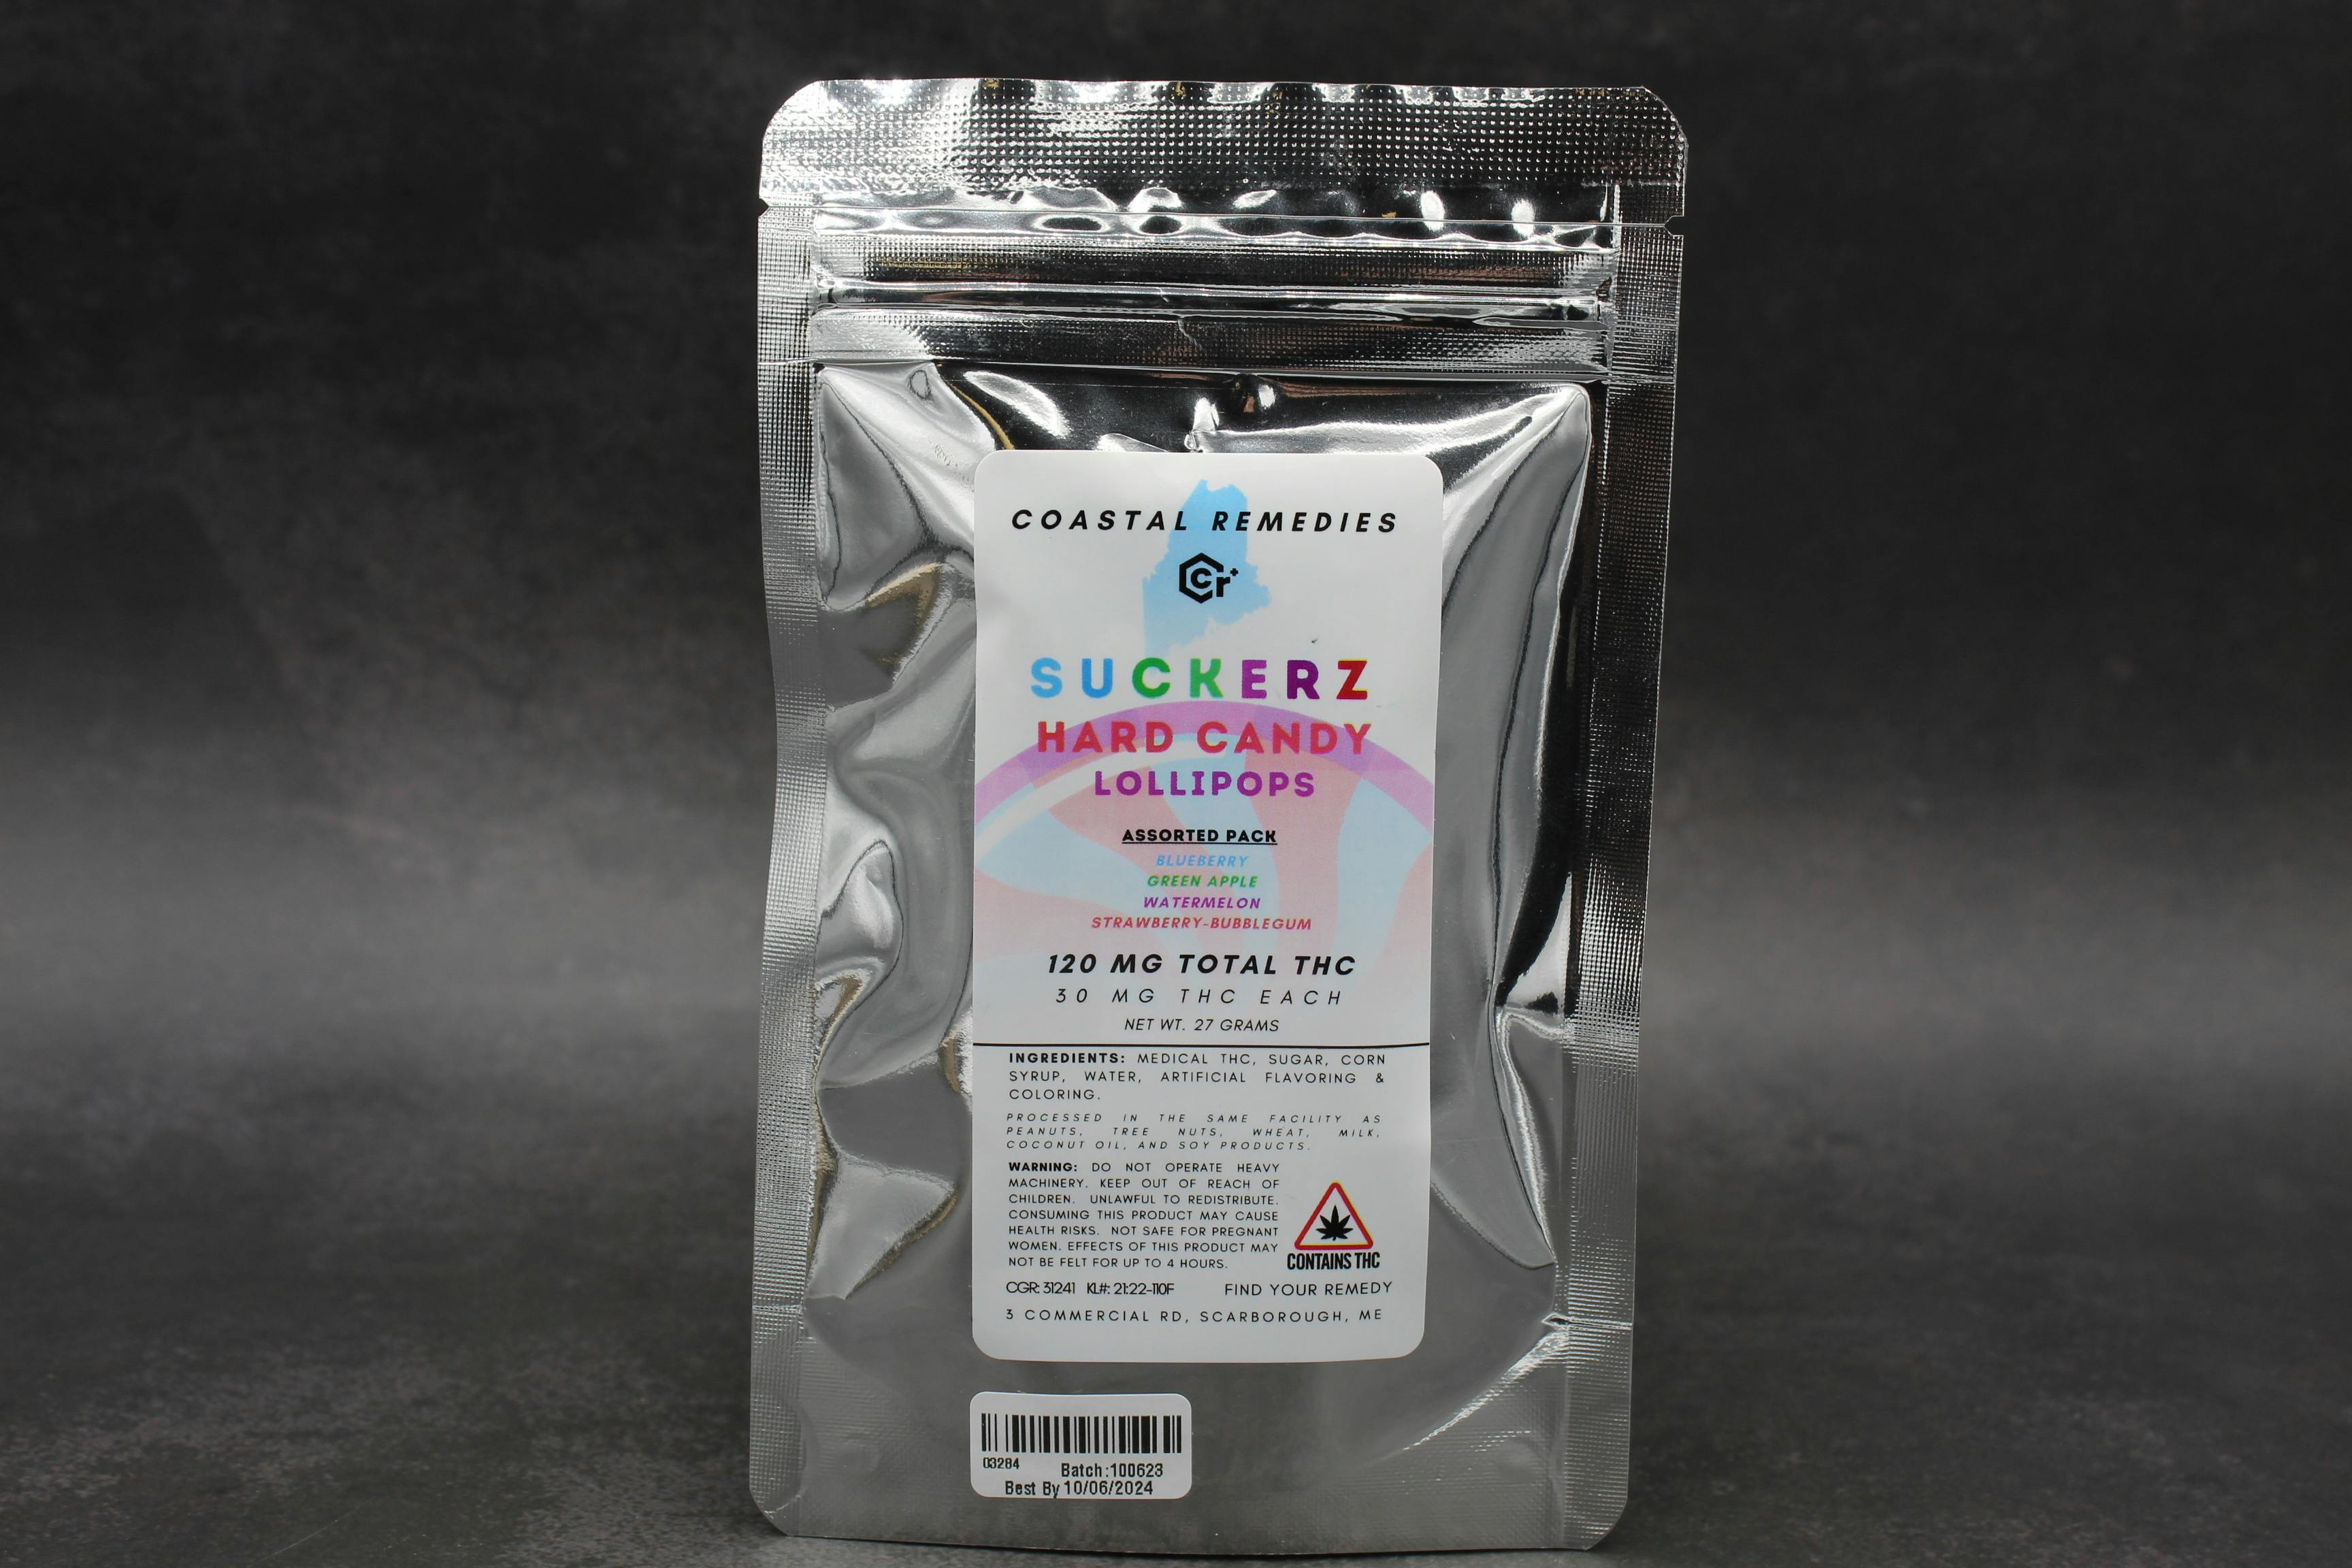 COASTAL REMEDIES
Cr+
SUCKERZ
HARD CANDY
LOLLIPOPS
ASSORTED PACK
BLUEBERRY
GREEN APPLE
WATERMELON
STRAWBERRY-BUBBLEGUM
120 MG TOTAL THC
30 MG THC EACH
NET WT. 27 GRAMS
INGREDIENTS: MEDICAL THC, SUGAR, CORN
SYRUP, WATER, ARTIFICIAL FLAVORING &
COLORING.
PROCESSED IN THE SAME FACILITY AS
PEANUTS, TREE NUTS, WHEAT, MILK,
COCONUT OIL, AND SOY PRODUCTS.
WARNING: DO NOT OPERATE HEAVY
MACHINERY. KEEP OUT OF REACH OF
CHILDREN. UNLAWFUL TO REDISTRIBUTE.
CONSUMING THIS PRODUCT MAY CAUSE
HEALTH RISKS. NOT SAFE FOR PREGNANT
WOMEN. EFFECTS OF THIS PRODUCT MAY
NOT BE FELT FOR UP TO 4 HOURS.
CONTAINS THC
CGR: 31241 KL#: 21:22-110F FIND YOUR REMEDY
3 COMMERCIAL RD, SCARBOROUGH, ME
03284 Batch:100623
Best By 10/06/2024